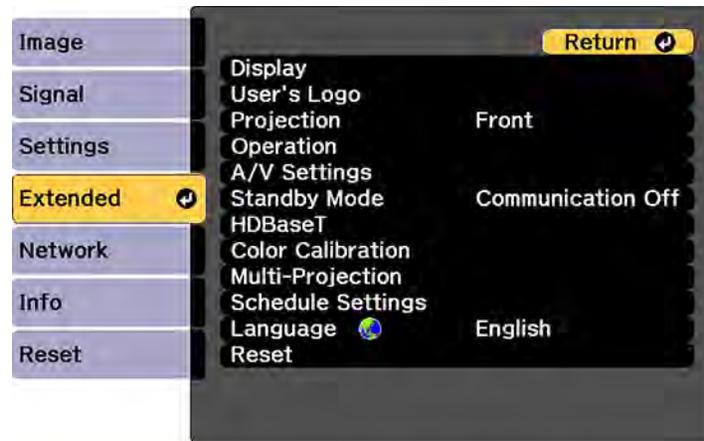 Image
Signal
Settings
Extended
Network
Info
Reset
Return
Display
User's Logo
Projection Front
Operation
A/V Settings
Standby Mode Communication Off
HDBaseT
Color Calibration
Multi-Projection
Schedule Settings
Language English
Reset